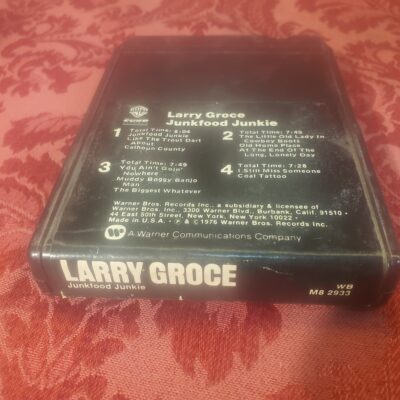 Larry Groce
Junkfood Junkie
1 Total Time: 8:04
Junkfood Junkie
Like The Trout Dart
About
Calhoun County
2 Total Time: 7:45
The Little Old Lady In
Cowboy Boots
Old Home Place
At The End Of The
Long, Lonely Day
3 Total Time: 7:49
You Ain't Goin'
Nowhere
Muddy Boggy Banjo
Man
The Biggest Whatever
4 Total Time: 7:28
I Still Miss Someone
Coal Tattoo
Warner Bros. Records Inc. a subsidiary & licensee of
Warner Bros. Inc. 3300 Warner Blvd., Burbank, Calif. 91510 •
44 East 50th Street, New York, New York 10022 •
Made in U.S.A. • ℗ & © 1976 Warner Bros. Records Inc.
A Warner Communications Company
LARRY GROCE
Junkfood Junkie
WB
M8 2933